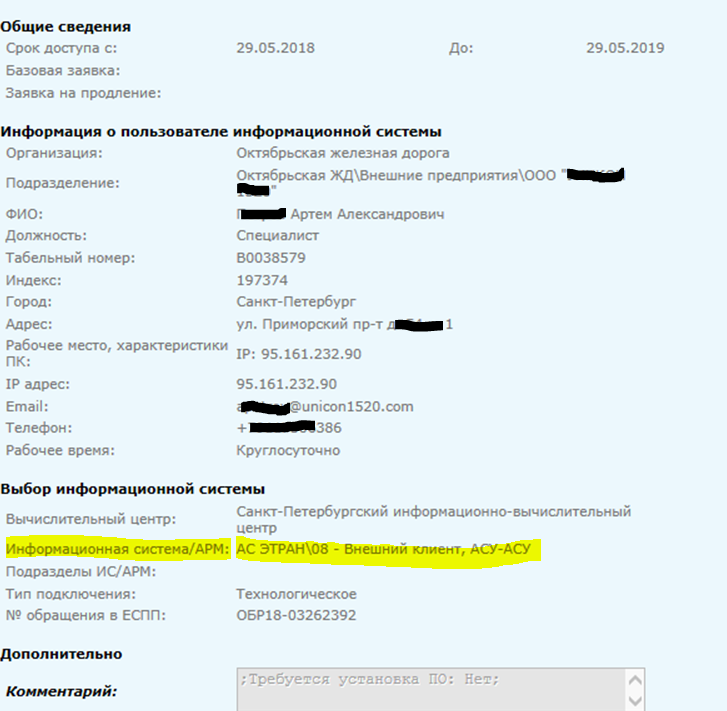 Общие сведения
Срок доступа с: 29.05.2018 До: 29.05.2019
Базовая заявка:
Заявка на продление:
Информация о пользователе информационной системы
Организация: Октябрьская железная дорога
Подразделение: Октябрьская ЖД\Внешние предприятия\ООО "
"
ФИО: Артем Александрович
Должность: Специалист
Табельный номер: B0038579
Индекс: 197374
Город: Санкт-Петербург
Адрес: ул. Приморский пр-т 1
Рабочее место, характеристики
ПК: IP: 95.161.232.90
IP адрес: 95.161.232.90
Email: @unicon1520.com
Телефон: + 386
Рабочее время: Круглосуточно
Выбор информационной системы
Вычислительный центр: Санкт-Петербургский информационно-вычислительный
центр
Информационная система/АРМ: АС ЭТРАН\08 - Внешний клиент, АСУ-АСУ
Подразделы ИС/АРМ:
Тип подключения: Технологическое
№ обращения в ЕСПП: ОБР18-03262392
Дополнительно
Комментарий: ;Требуется установка ПО: Нет;